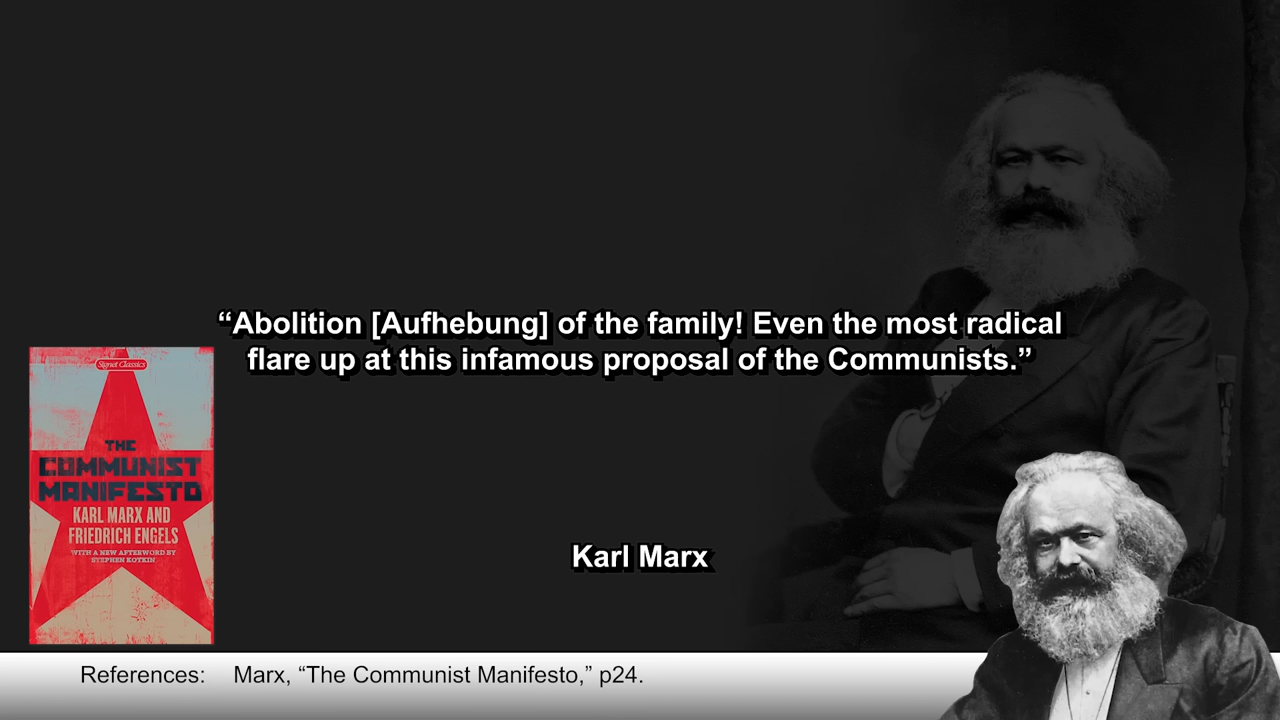 “Abolition [Aufhebung] of the family! Even the most radical
flare up at this infamous proposal of the Communists.”
Signet Classics
THE
COMMUNIST
MANIFESTO
KARL MARX AND
FRIEDRICH ENGELS
WITH A NEW AFTERWORD BY
STEPHEN KOTKIN
Karl Marx
References: Marx, “The Communist Manifesto,” p24.